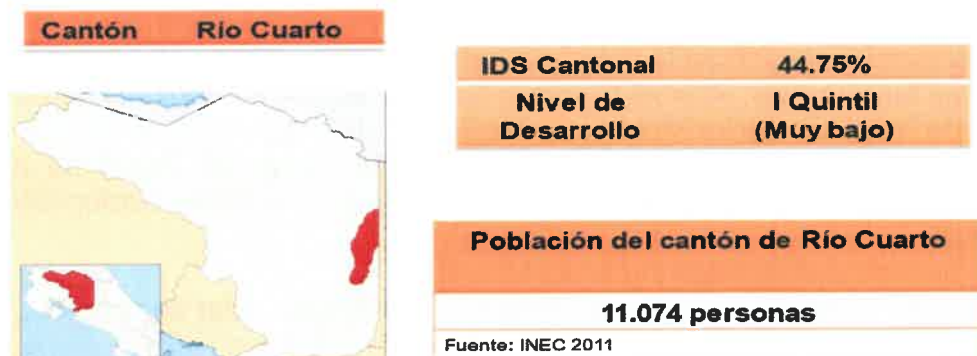 Cantón Río Cuarto
IDS Cantonal 44.75%
Nivel de I Quintil
Desarrollo (Muy bajo)
Población del cantón de Río Cuarto
11.074 personas
Fuente: INEC 2011